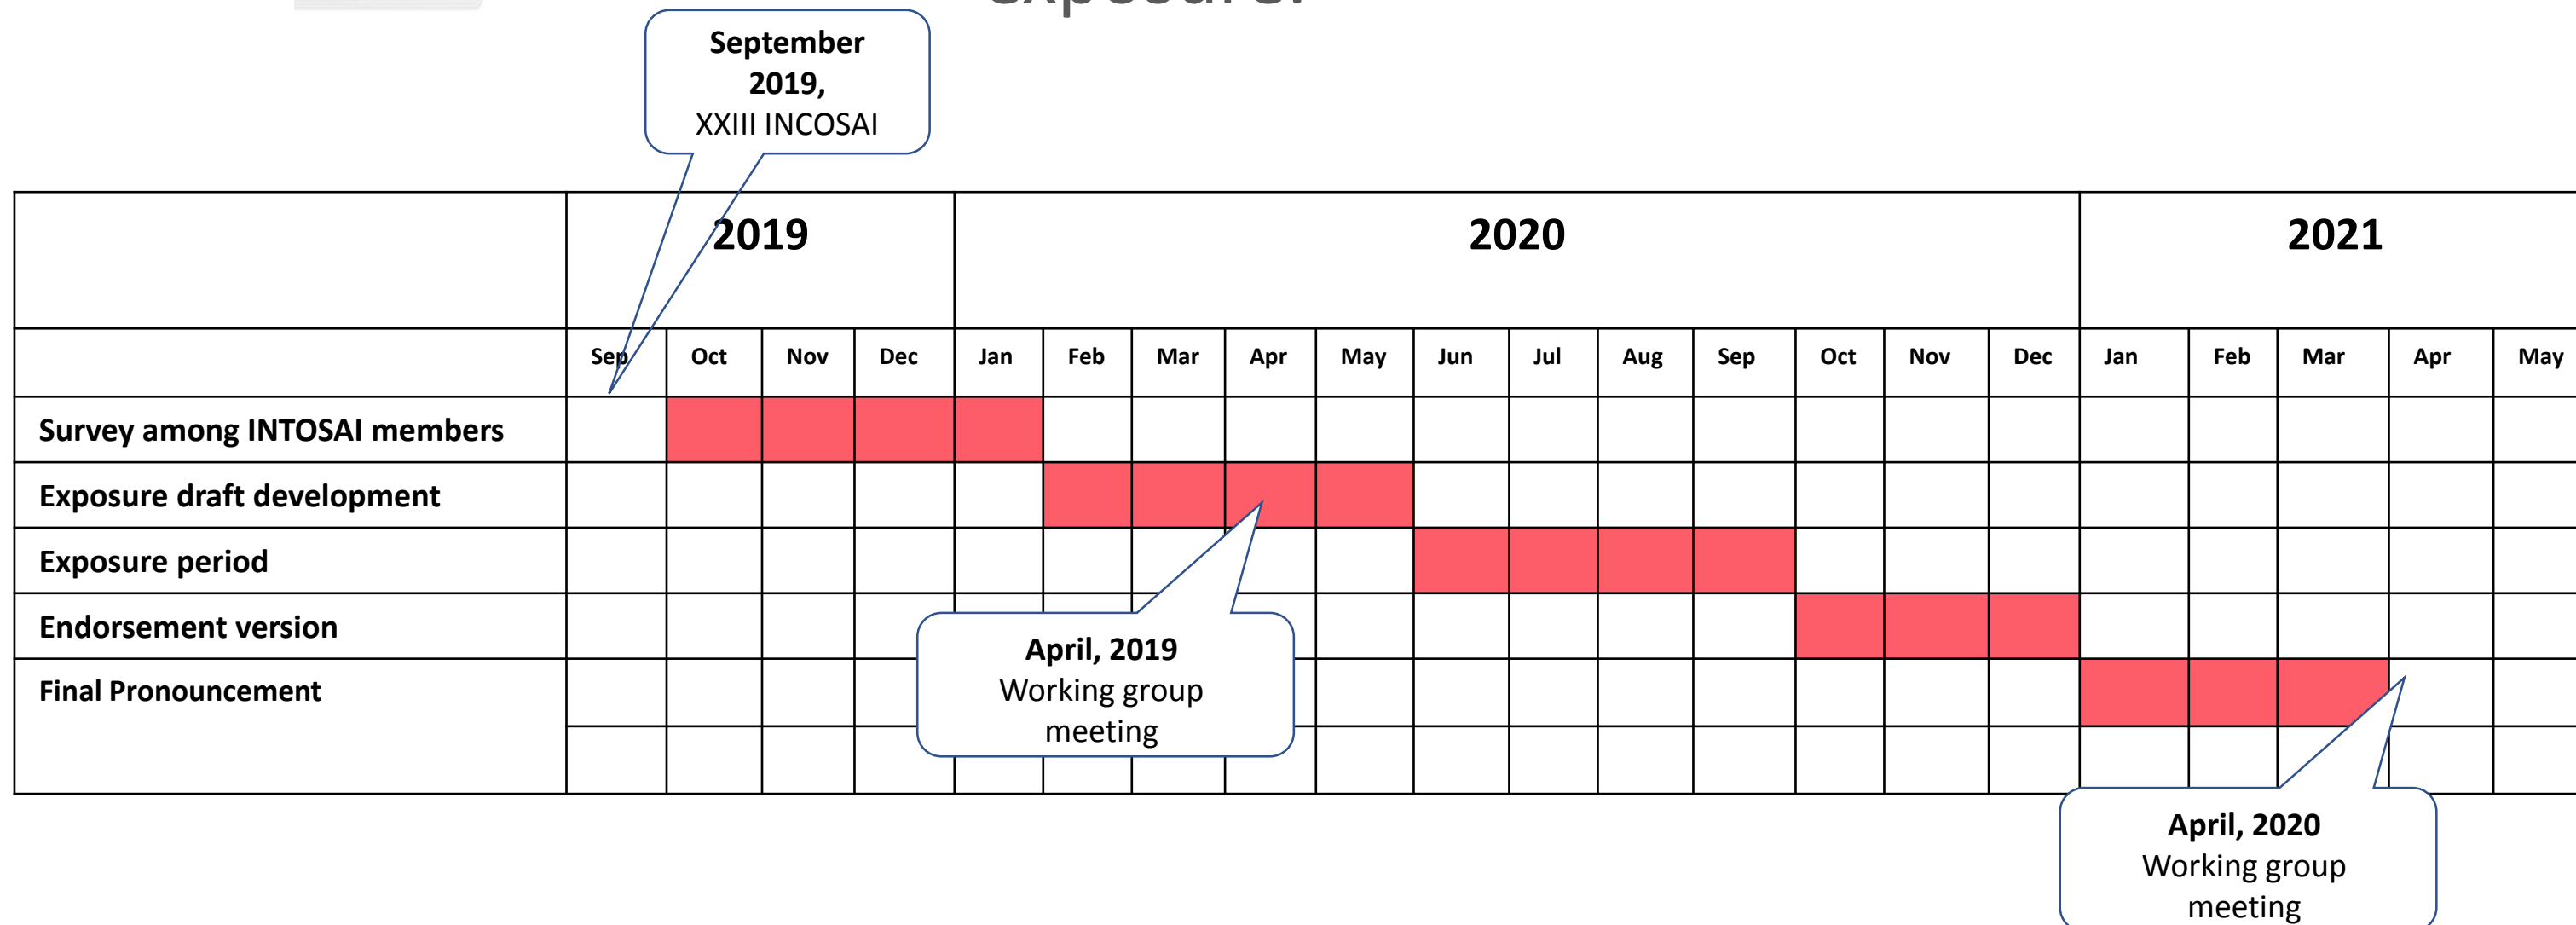 September
2019,
XXIII INCOSAI
2019 2020 2021
Sep Oct Nov Dec Jan Feb Mar Apr May Jun Jul Aug Sep Oct Nov Dec Jan Feb Mar Apr May
Survey among INTOSAI members
Exposure draft development
Exposure period
Endorsement version
Final Pronouncement
April, 2019
Working group
meeting
April, 2020
Working group
meeting